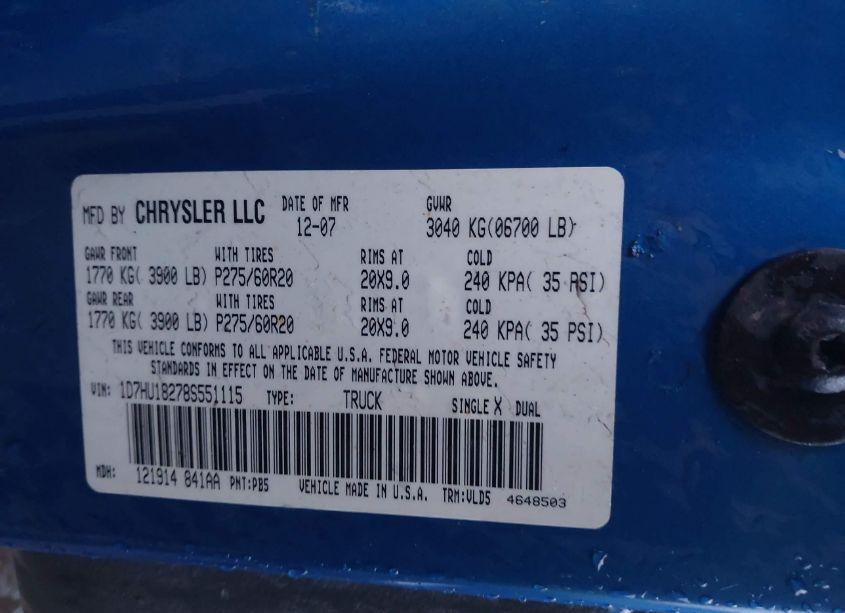 MFD BY CHRYSLER LLC DATE OF MFR 12-07 GVWR 3040 KG(06700 LB)
GAWR FRONT WITH TIRES RIMS AT COLD
1770 KG( 3900 LB) P275/60R20 20X9.0 240 KPA( 35 PSI)
GAWR REAR WITH TIRES RIMS AT COLD
1770 KG( 3900 LB) P275/60R20 20X9.0 240 KPA( 35 PSI)
THIS VEHICLE CONFORMS TO ALL APPLICABLE U.S.A. FEDERAL MOTOR VEHICLE SAFETY
STANDARDS IN EFFECT ON THE DATE OF MANUFACTURE SHOWN ABOVE.
VIN: 1D7HU18278S551115 TYPE: TRUCK SINGLE X DUAL
MDH: 121914 841AA PNT:PB5 VEHICLE MADE IN U.S.A. TRM:VLD5 4648503